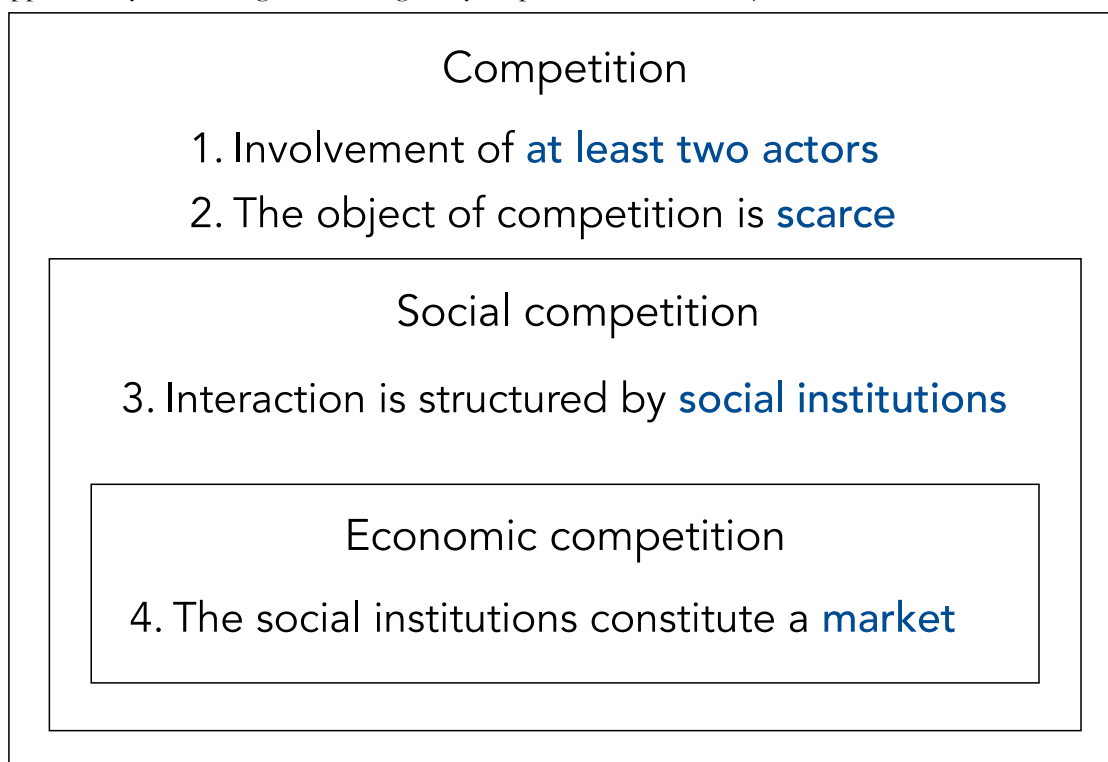 Competition
1. Involvement of at least two actors
2. The object of competition is scarce
Social competition
3. Interaction is structured by social institutions
Economic competition
4. The social institutions constitute a market